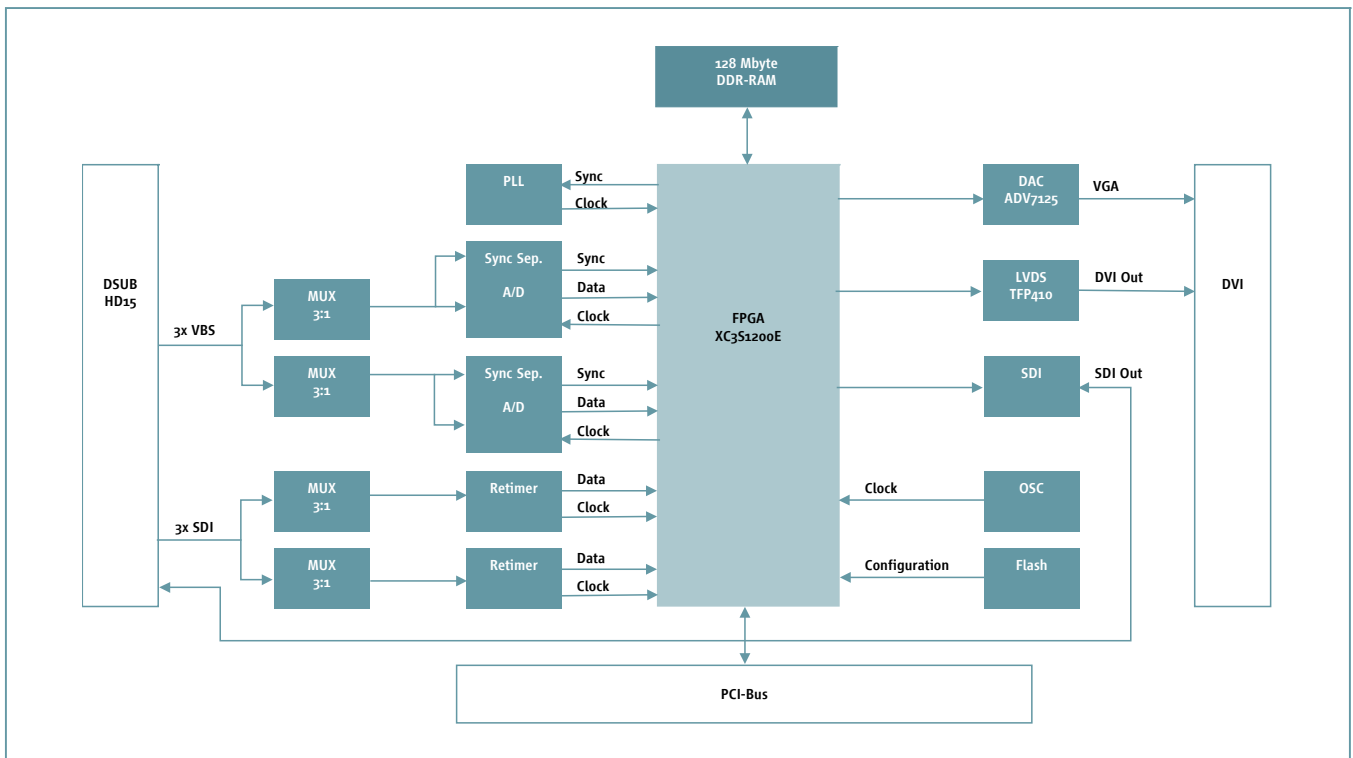 128 Mbyte
DDR-RAM
DSUB
HD15
3x VBS
3x SDI
MUX
3:1
MUX
3:1
MUX
3:1
MUX
3:1
PLL
Sync
Clock
Sync Sep.
A/D
Sync
Data
Clock
Sync Sep.
A/D
Sync
Data
Clock
Retimer
Data
Clock
Retimer
Data
Clock
FPGA
XC3S1200E
DAC
ADV7125
VGA
LVDS
TFP410
DVI Out
SDI
SDI Out
Clock
OSC
Configuration
Flash
DVI
PCI-Bus